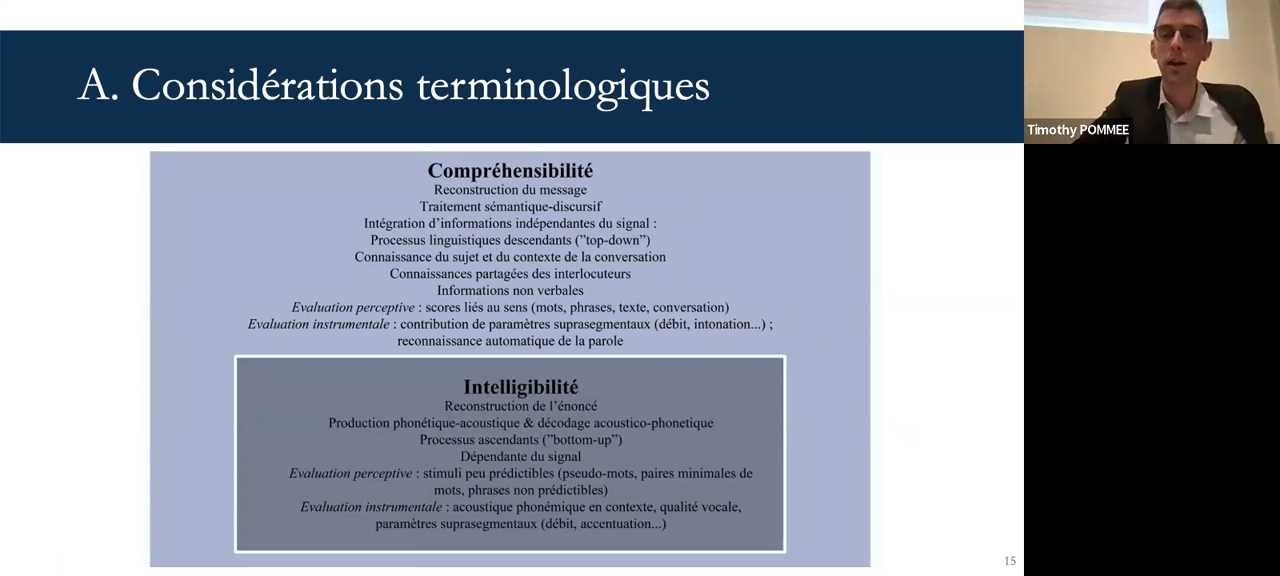 A. Considérations terminologiques
Timothy POMMEE
Compréhensibilité
Reconstruction du message
Traitement sémantique-discursif
Intégration d’informations indépendantes du signal :
Processus linguistiques descendants (”top-down”)
Connaissance du sujet et du contexte de la conversation
Connaissances partagées des interlocuteurs
Informations non verbales
Evaluation perceptive : scores liés au sens (mots, phrases, texte, conversation)
Evaluation instrumentale : contribution de paramètres suprasegmentaux (débit, intonation...) ;
reconnaissance automatique de la parole
Intelligibilité
Reconstruction de l’énoncé
Production phonétique-acoustique & décodage acoustico-phonetique
Processus ascendants (”bottom-up”)
Dépendante du signal
Evaluation perceptive : stimuli peu prédictibles (pseudo-mots, paires minimales de
mots, phrases non prédictibles)
Evaluation instrumentale : acoustique phonémique en contexte, qualité vocale,
paramètres suprasegmentaux (débit, accentuation...)
15